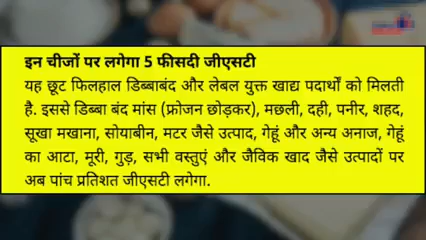 इन चीजों पर लगेगा 5 फीसदी जीएसटी
यह छूट फिलहाल डिब्बाबंद और लेबल युक्त खाद्य पदार्थों को मिलती
है. इससे डिब्बा बंद मांस (फ्रोजन छोड़कर), मछली, दही, पनीर, शहद,
सूखा मखाना, सोयाबीन, मटर जैसे उत्पाद, गेहूं और अन्य अनाज, गेहूं
का आटा, मूरी, गुड़, सभी वस्तुएं और जैविक खाद जैसे उत्पादों पर
अब पांच प्रतिशत जीएसटी लगेगा.